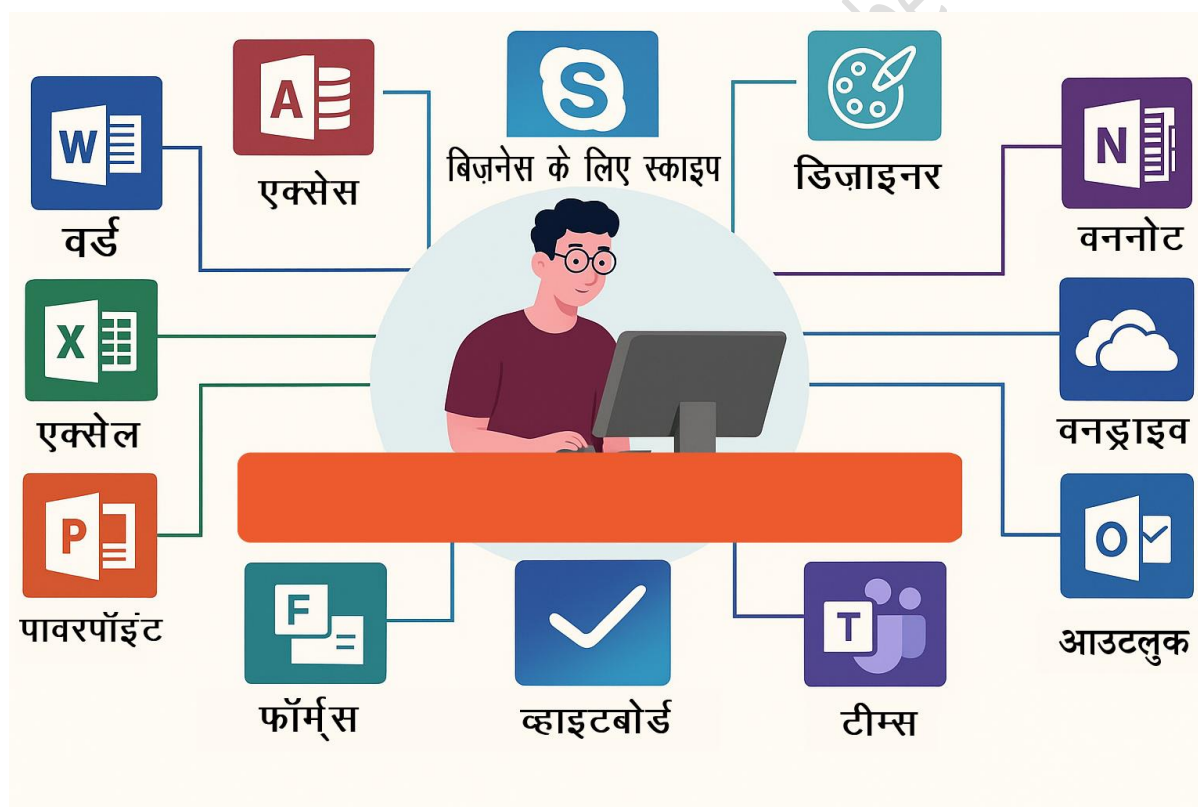 W
A
S
N
वर्ड
एक्सेस
बिज़नेस के लिए स्काइप
डिज़ाइनर
वननोट
X
एक्सेल
वनड्राइव
P
O
पावरपॉइंट
आउटलुक
F
T
फॉर्म्स
व्हाइटबोर्ड
टीम्स